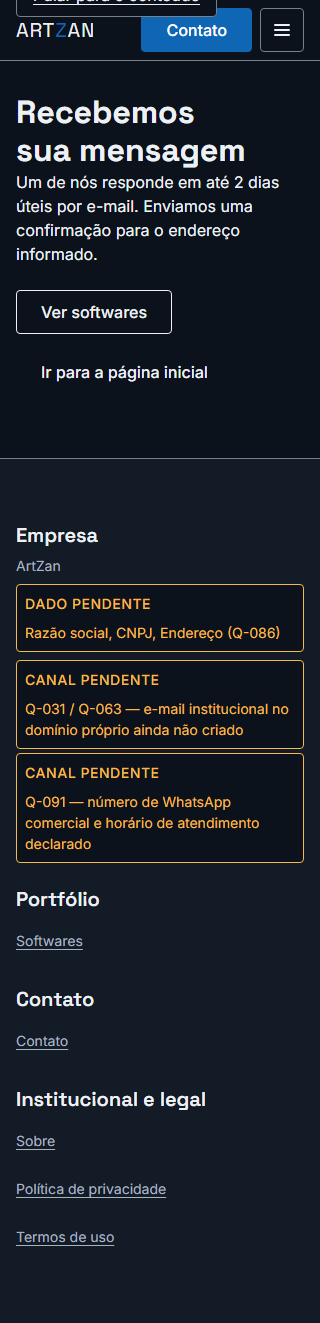 Pular para o conteúdo
ARTZAN
Contato
Recebemos
sua mensagem
Um de nós responde em até 2 dias
úteis por e-mail. Enviamos uma
confirmação para o endereço
informado.
Ver softwares
Ir para a página inicial
Empresa
ArtZan
DADO PENDENTE
Razão social, CNPJ, Endereço (Q-086)
CANAL PENDENTE
Q-031 / Q-063 — e-mail institucional no
domínio próprio ainda não criado
CANAL PENDENTE
Q-091 — número de WhatsApp
comercial e horário de atendimento
declarado
Portfólio
Softwares
Contato
Contato
Institucional e legal
Sobre
Política de privacidade
Termos de uso